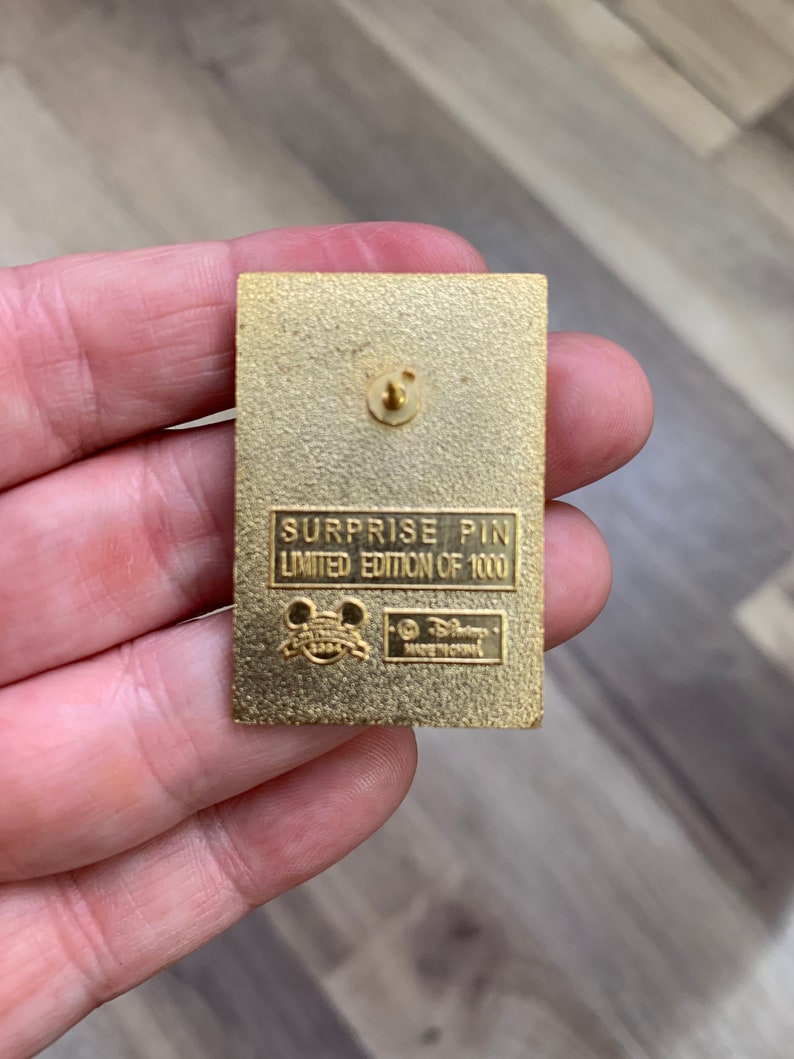 SURPRISE PIN
LIMITED EDITION OF 1000
© Disney
MADE IN CHINA